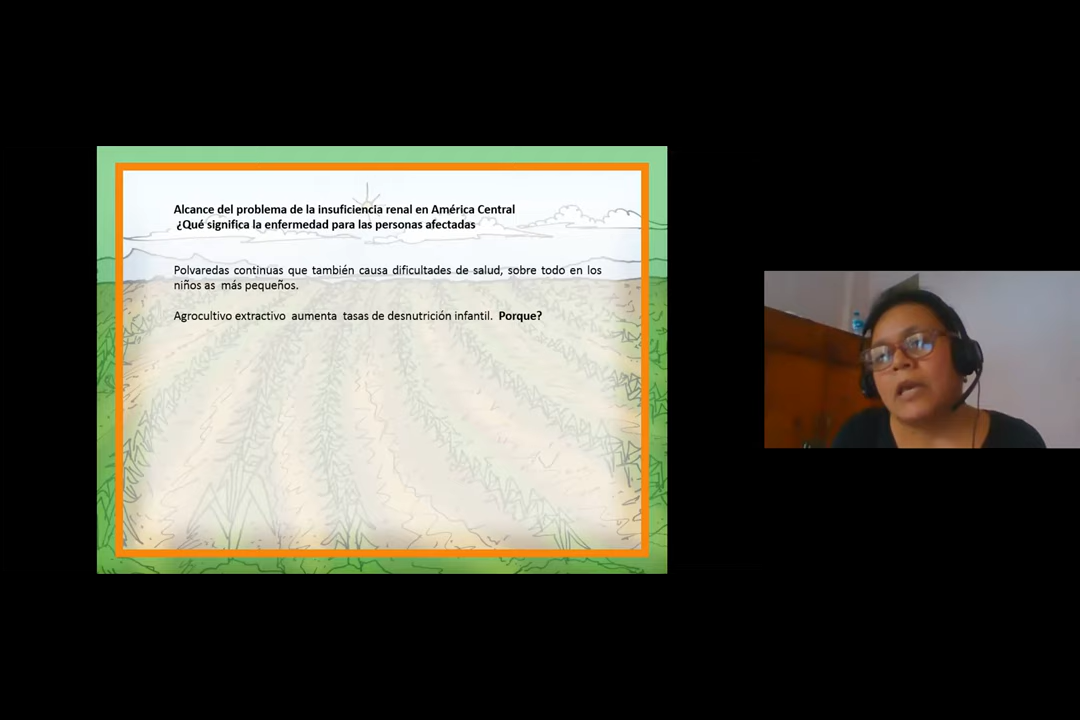 Alcance del problema de la insuficiencia renal en América Central
¿Qué significa la enfermedad para las personas afectadas
Polvaredas continuas que también causa dificultades de salud, sobre todo en los
niños as más pequeños.
Agrocultivo extractivo aumenta tasas de desnutrición infantil. Porque?